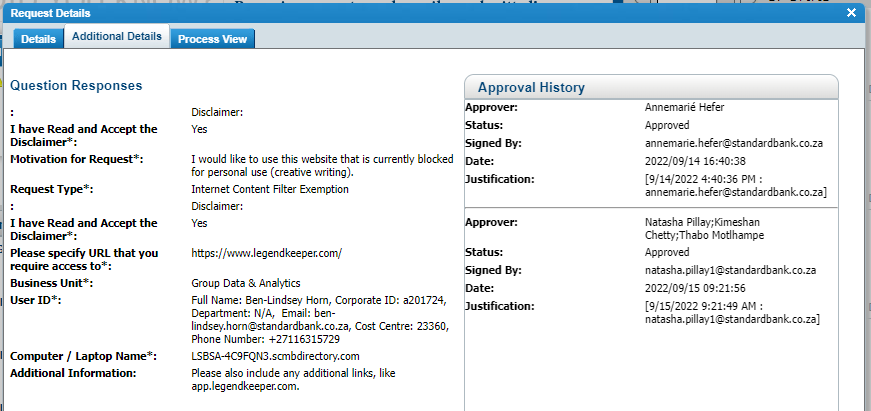 Request Details
Details
Additional Details
Process View
Question Responses
: Disclaimer:
I have Read and Accept the Disclaimer*: Yes
Motivation for Request*: I would like to use this website that is currently blocked
for personal use (creative writing).
Request Type*: Internet Content Filter Exemption
: Disclaimer:
I have Read and Accept the Disclaimer*: Yes
Please specify URL that you require access to*: https://www.legendkeeper.com/
Business Unit*: Group Data & Analytics
User ID*: Full Name: Ben-Lindsey Horn, Corporate ID: a201724,
Department: N/A, Email: ben-
lindsey.horn@standardbank.co.za, Cost Centre: 23360,
Phone Number: +27116315729
Computer / Laptop Name*: LSBSA-4C9FQN3.scmbdirectory.com
Additional Information: Please also include any additional links, like
app.legendkeeper.com.
Approval History
Approver: Annemarié Hefer
Status: Approved
Signed By: annemarie.hefer@standardbank.co.za
Date: 2022/09/14 16:40:38
Justification: [9/14/2022 4:40:36 PM :
annemarie.hefer@standardbank.co.za]
Approver: Natasha Pillay;Kimeshan
Chetty;Thabo Motlhampe
Status: Approved
Signed By: natasha.pillay1@standardbank.co.za
Date: 2022/09/15 09:21:56
Justification: [9/15/2022 9:21:49 AM :
natasha.pillay1@standardbank.co.za]